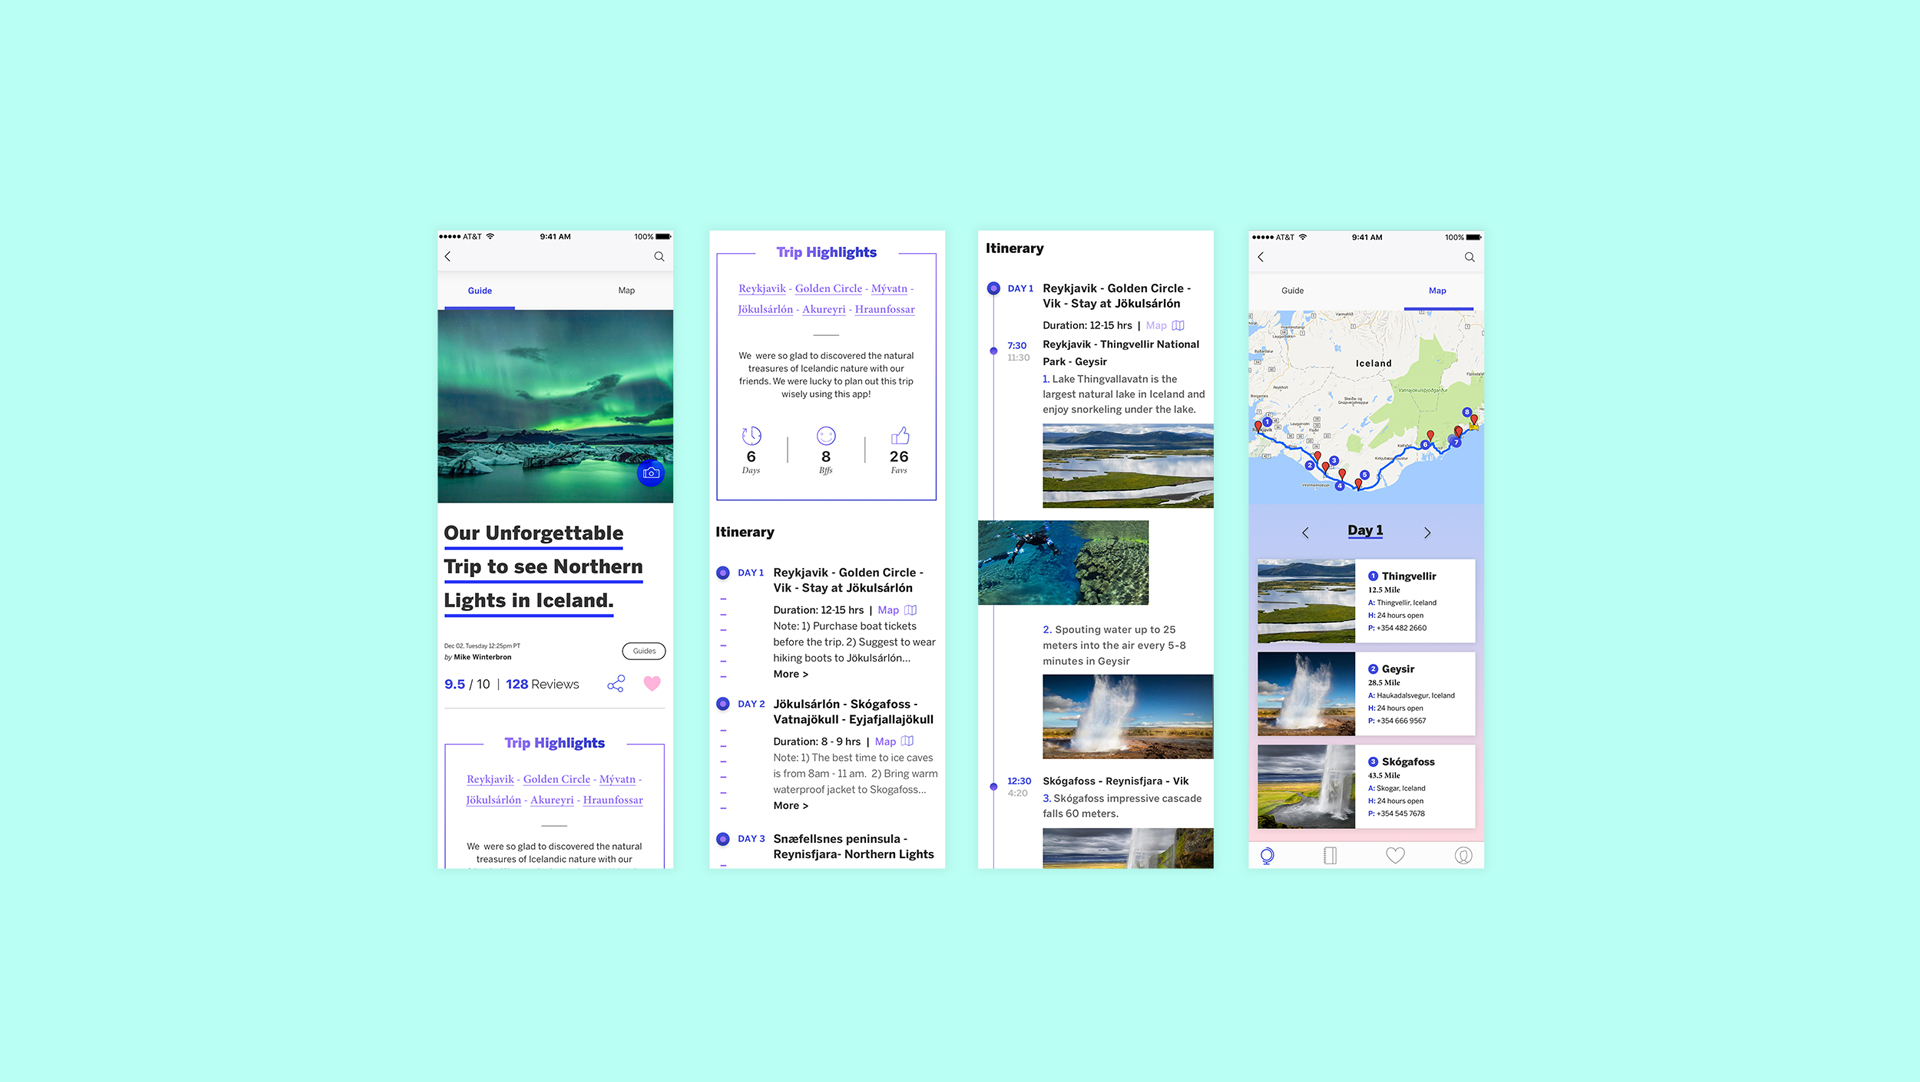 AT&T 9:41 AM 100%
Guide Map
Our Unforgettable
Trip to see Northern
Lights in Iceland.
Dec 02, Tuesday 12:25pm PT
by Mike Winterbron
Guides
9.5 / 10 | 128 Reviews
Trip Highlights
Reykjavik - Golden Circle - Mývatn -
Jökulsárlón - Akureyri - Hraunfossar
We were so glad to discovered the natural
treasures of Icelandic nature with our
Trip Highlights
Reykjavik - Golden Circle - Mývatn -
Jökulsárlón - Akureyri - Hraunfossar
We were so glad to discovered the natural
treasures of Icelandic nature with our
friends. We were lucky to plan out this trip
wisely using this app!
6 8 26
Days Bffs Favs
Itinerary
DAY 1 Reykjavik - Golden Circle -
Vik - Stay at Jökulsárlón
Duration: 12-15 hrs | Map
Note: 1) Purchase boat tickets
before the trip. 2) Suggest to wear
hiking boots to Jökulsárlón...
More >
DAY 2 Jökulsárlón - Skógafoss -
Vatnajökull - Eyjafjallajökull
Duration: 8 - 9 hrs | Map
Note: 1) The best time to ice caves
is from 8am - 11 am. 2) Bring warm
waterproof jacket to Skogafoss...
More >
DAY 3 Snæfellsnes peninsula -
Reynisfjara- Northern Lights
Itinerary
DAY 1 Reykjavik - Golden Circle -
Vik - Stay at Jökulsárlón
Duration: 12-15 hrs | Map
7:30 Reykjavik - Thingvellir National
11:30 Park - Geysir
1. Lake Thingvallavatn is the
largest natural lake in Iceland and
enjoy snorkeling under the lake.
2. Spouting water up to 25
meters into the air every 5-8
minutes in Geysir
12:30 Skógafoss - Reynisfjara - Vik
4:20 3. Skógafoss impressive cascade
falls 60 meters.
AT&T 9:41 AM 100%
Guide Map
Iceland
1
8
7
6
3
2
5
4
Day 1
1 Thingvellir
12.5 Mile
A: Thingvellir, Iceland
H: 24 hours open
P: +354 482 2660
2 Geysir
28.5 Mile
A: Haukadalsvegur, Iceland
H: 24 hours open
P: +354 666 9567
3 Skógafoss
43.5 Mile
A: Skogar, Iceland
H: 24 hours open
P: +354 545 7678